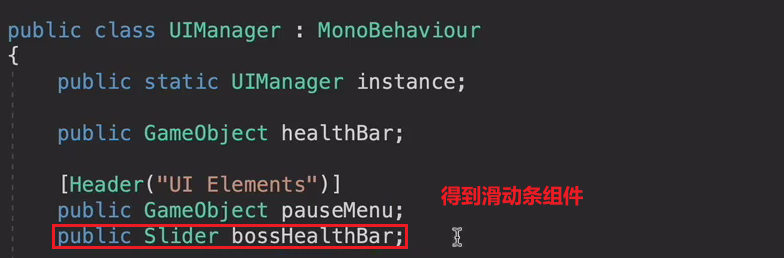 public class UIManager : MonoBehaviour
{
public static UIManager instance;
public GameObject healthBar;
[Header("UI Elements")]
public GameObject pauseMenu;
得到滑动条组件
public Slider bossHealthBar;